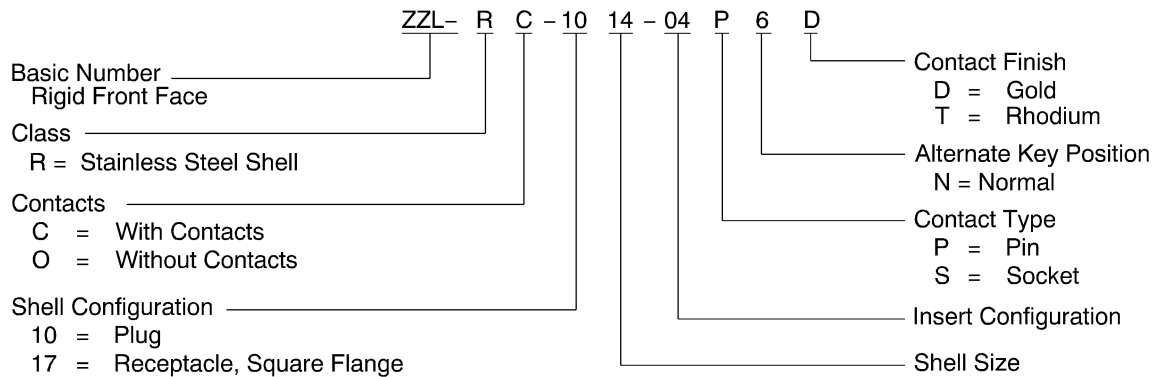 ZZL- R C - 10 14 - 04 P 6 D
Basic Number
Rigid Front Face
Class
R = Stainless Steel Shell
Contacts
C = With Contacts
O = Without Contacts
Shell Configuration
10 = Plug
17 = Receptacle, Square Flange
Contact Finish
D = Gold
T = Rhodium
Alternate Key Position
N = Normal
Contact Type
P = Pin
S = Socket
Insert Configuration
Shell Size